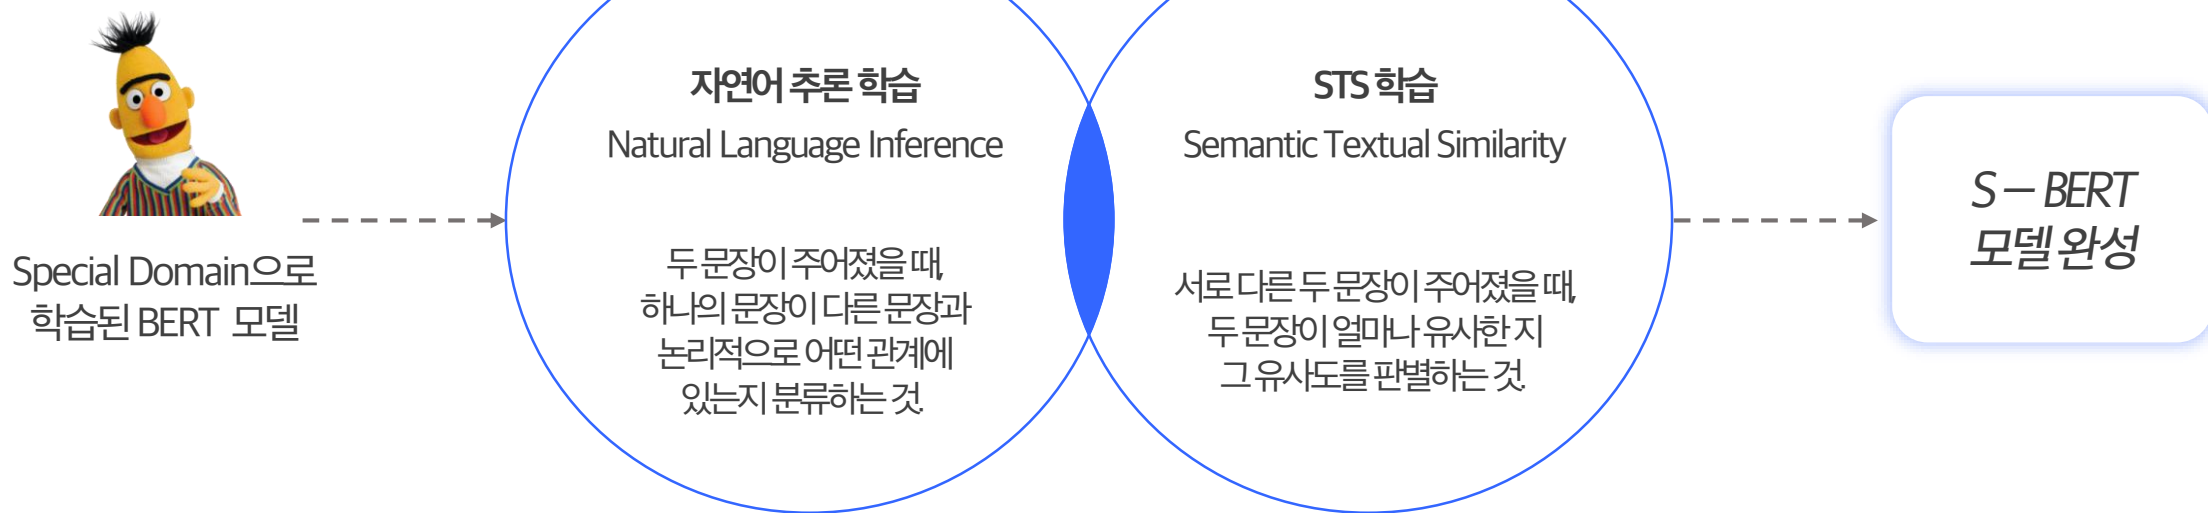 Special Domain으로
학습된 BERT 모델
자연어 추론 학습
Natural Language Inference
두 문장이 주어졌을 때,
하나의 문장이 다른 문장과
논리적으로 어떤 관계에
있는지 분류하는 것.
STS 학습
Semantic Textual Similarity
서로 다른 두 문장이 주어졌을 때,
두 문장이 얼마나 유사한 지
그 유사도를 판별하는 것.
S – BERT
모델 완성